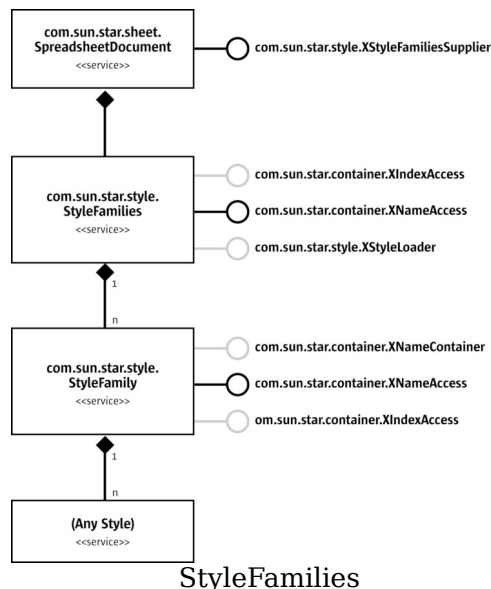 com.sun.star.sheet.
SpreadsheetDocument
<<service>>
com.sun.star.style.XStyleFamiliesSupplier
com.sun.star.style.
StyleFamilies
<<service>>
com.sun.star.container.XIndexAccess
com.sun.star.container.XNameAccess
com.sun.star.style.XStyleLoader
1
n
com.sun.star.style.
StyleFamily
<<service>>
com.sun.star.container.XNameContainer
com.sun.star.container.XNameAccess
om.sun.star.container.XIndexAccess
1
n
(Any Style)
<<service>>
StyleFamilies